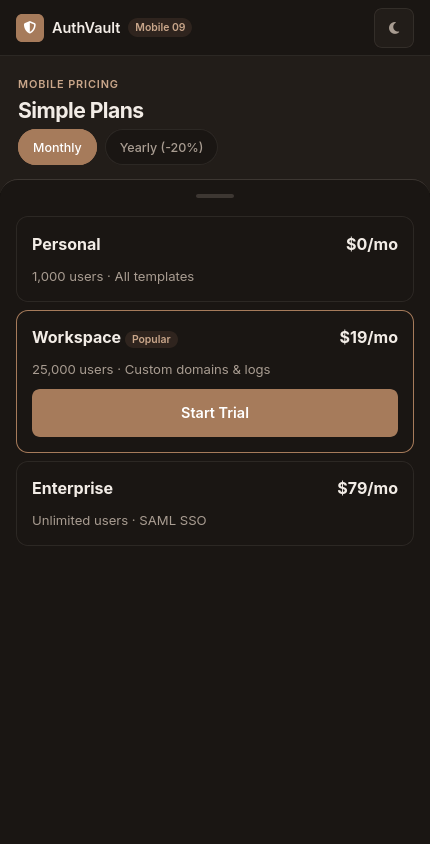 AuthVault Mobile 09
MOBILE PRICING
Simple Plans
Monthly Yearly (-20%)
Personal $0/mo
1,000 users · All templates
Workspace Popular $19/mo
25,000 users · Custom domains & logs
Start Trial
Enterprise $79/mo
Unlimited users · SAML SSO